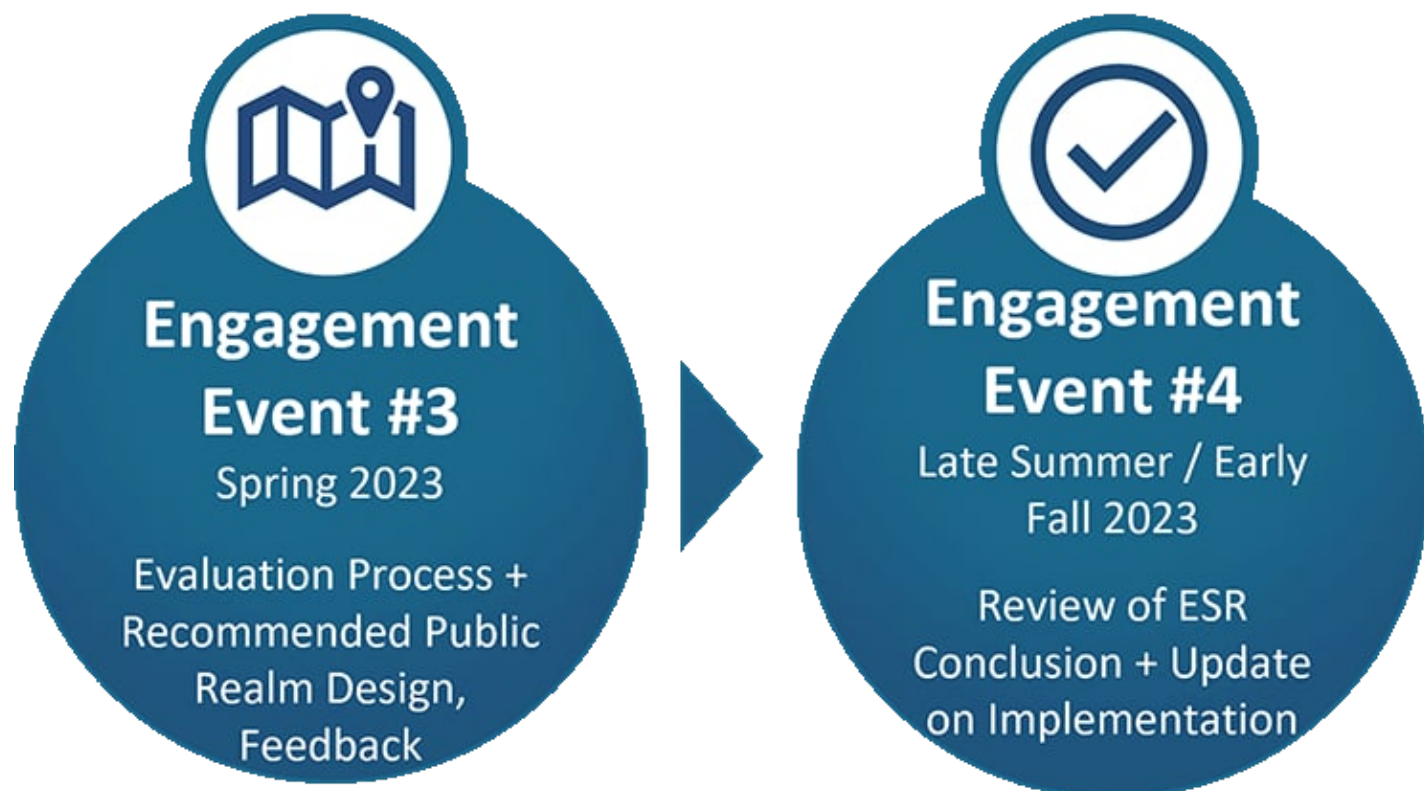 Engagement
Event #3
Spring 2023
Evaluation Process +
Recommended Public
Realm Design,
Feedback
Engagement
Event #4
Late Summer / Early
Fall 2023
Review of ESR
Conclusion + Update
on Implementation